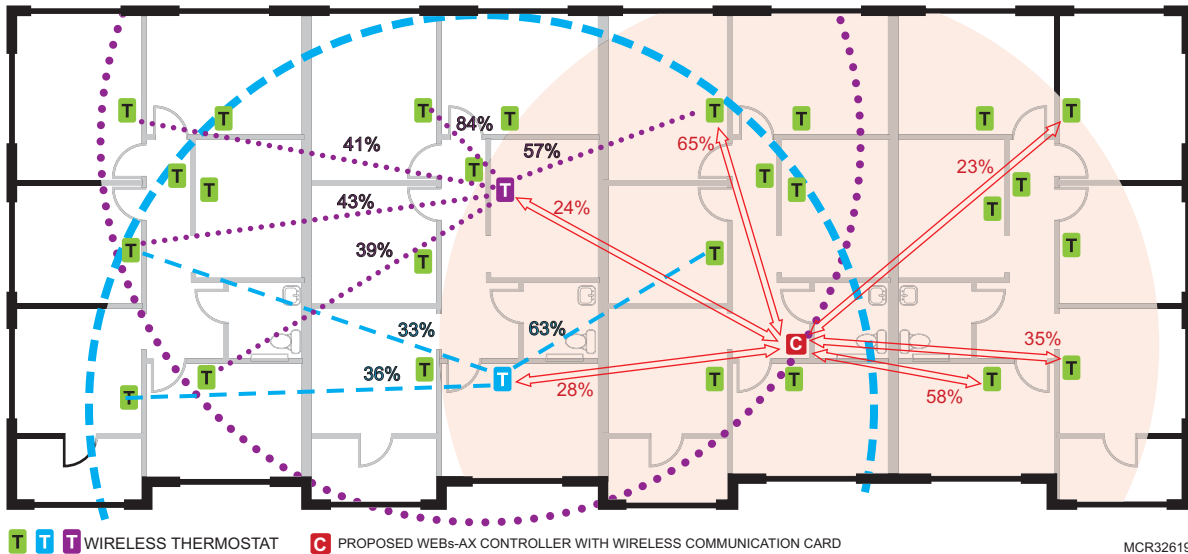 T
T
T
T
T
T
T
T
84%
41%
57%
65%
23%
T
T
T
T
T
T
T
T
43%
24%
T
39%
T
T
T
33%
63%
C
35%
36%
T
T
T
T
T
T
T
T
28%
58%
T T T WIRELESS THERMOSTAT
C PROPOSED WEBs-AX CONTROLLER WITH WIRELESS COMMUNICATION CARD
MCR32619